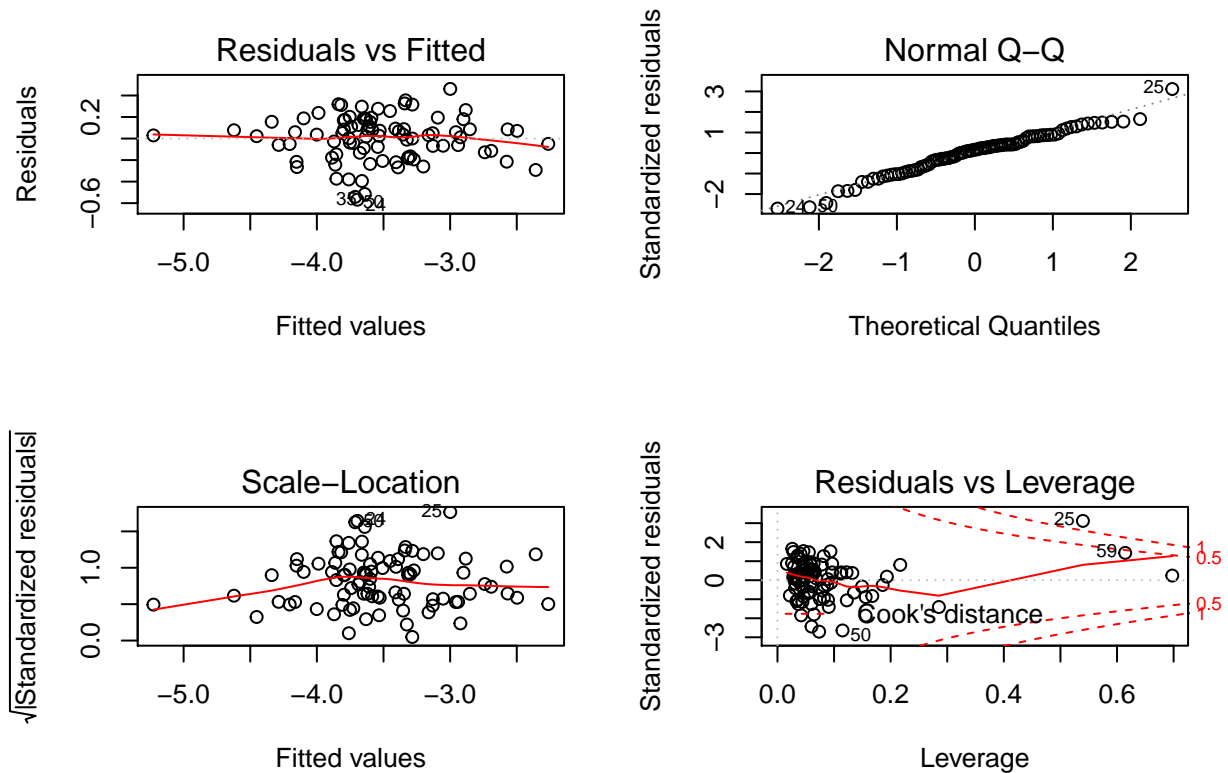 Residuals vs Fitted
Residuals
0.2
−0.6
35
50
24
−5.0 −4.0 −3.0
Fitted values
Normal Q−Q
Standardized residuals
3
1
−2
25
24
50
−2 −1 0 1 2
Theoretical Quantiles
Scale−Location
√|Standardized residuals|
1.0
0.0
24
50
25
−5.0 −4.0 −3.0
Fitted values
Residuals vs Leverage
Standardized residuals
2
0
−3
25
59
50
Cook's distance
1
0.5
0.5
1
0.0 0.2 0.4 0.6
Leverage